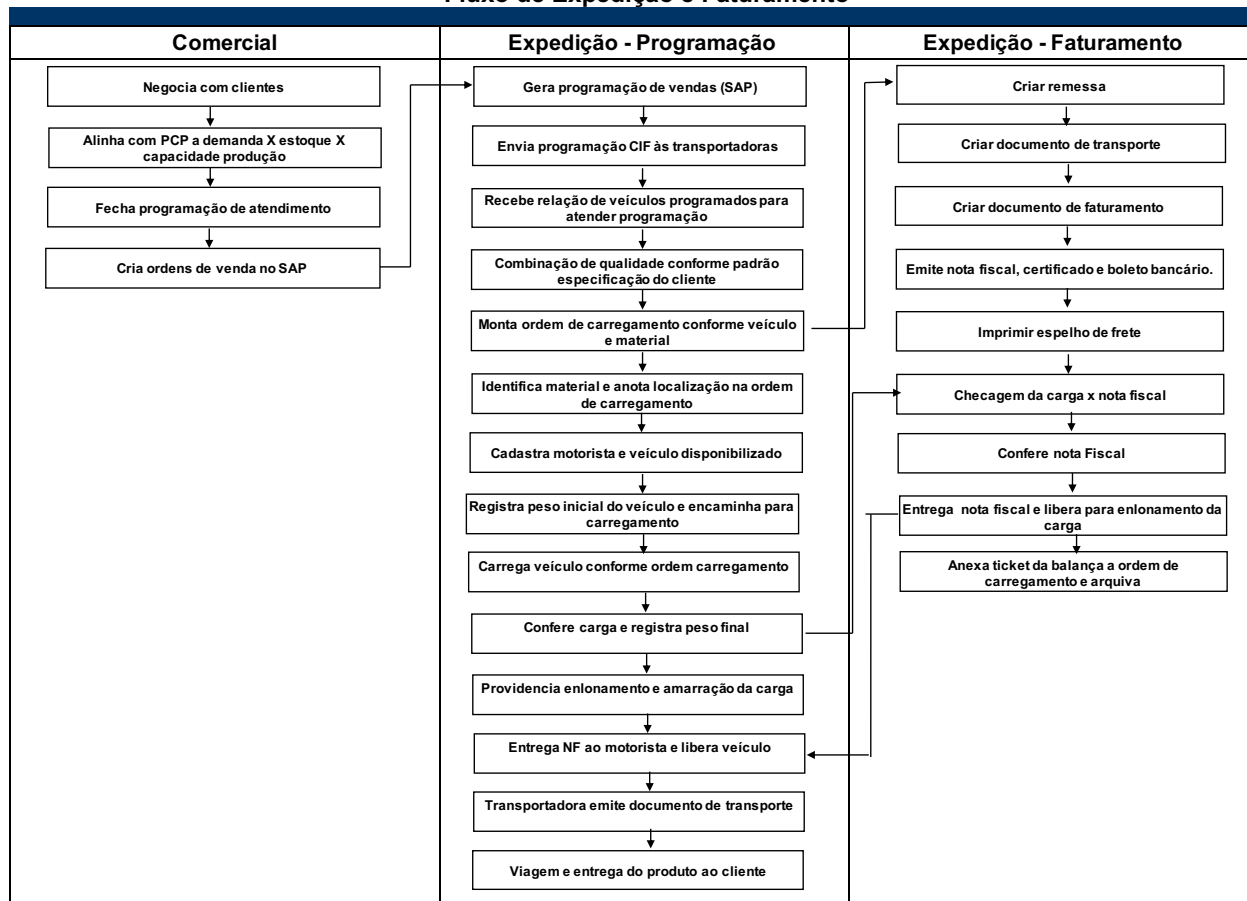 Fluxo de Expedição e Faturamento
Comercial
Expedição - Programação
Expedição - Faturamento
Negocia com clientes
Alinha com PCP a demanda X estoque X
capacidade produção
Fecha programação de atendimento
Cria ordens de venda no SAP
Gera programação de vendas (SAP)
Envia programação CIF às transportadoras
Recebe relação de veículos programados para
atender programação
Combinação de qualidade conforme padrão
especificação do cliente
Monta ordem de carregamento conforme veículo
e material
Identifica material e anota localização na ordem
de carregamento
Cadastra motorista e veículo disponibilizado
Registra peso inicial do veículo e encaminha para
carregamento
Carrega veículo conforme ordem carregamento
Confere carga e registra peso final
Providencia enlonamento e amarração da carga
Entrega NF ao motorista e libera veículo
Transportadora emite documento de transporte
Viagem e entrega do produto ao cliente
Criar remessa
Criar documento de transporte
Criar documento de faturamento
Emite nota fiscal, certificado e boleto bancário.
Imprimir espelho de frete
Checagem da carga x nota fiscal
Confere nota Fiscal
Entrega nota fiscal e libera para enlonamento da
carga
Anexa ticket da balança a ordem de
carregamento e arquiva